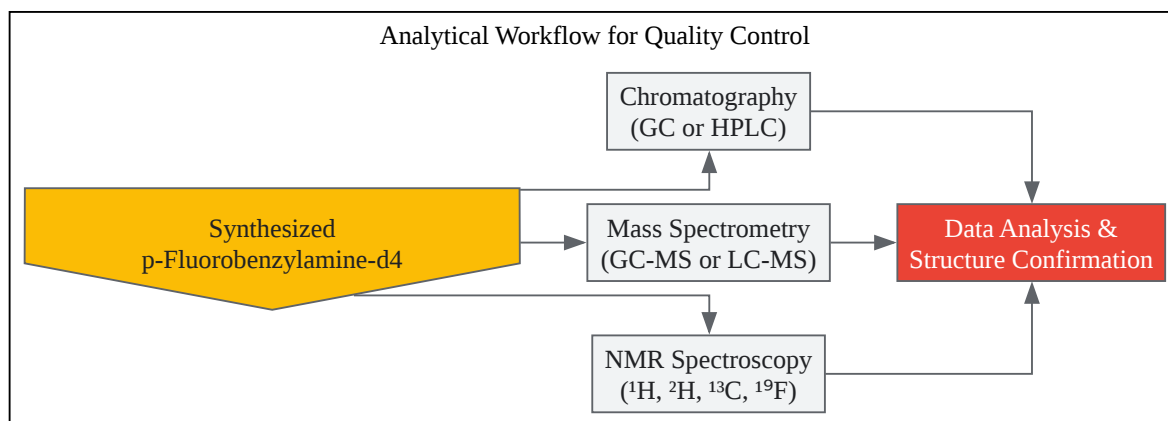 Analytical Workflow for Quality Control
Chromatography
(GC or HPLC)
Synthesized
p-Fluorobenzylamine-d4
Mass Spectrometry
(GC-MS or LC-MS)
Data Analysis &
Structure Confirmation
NMR Spectroscopy
(¹H, ²H, ¹³C, ¹⁹F)